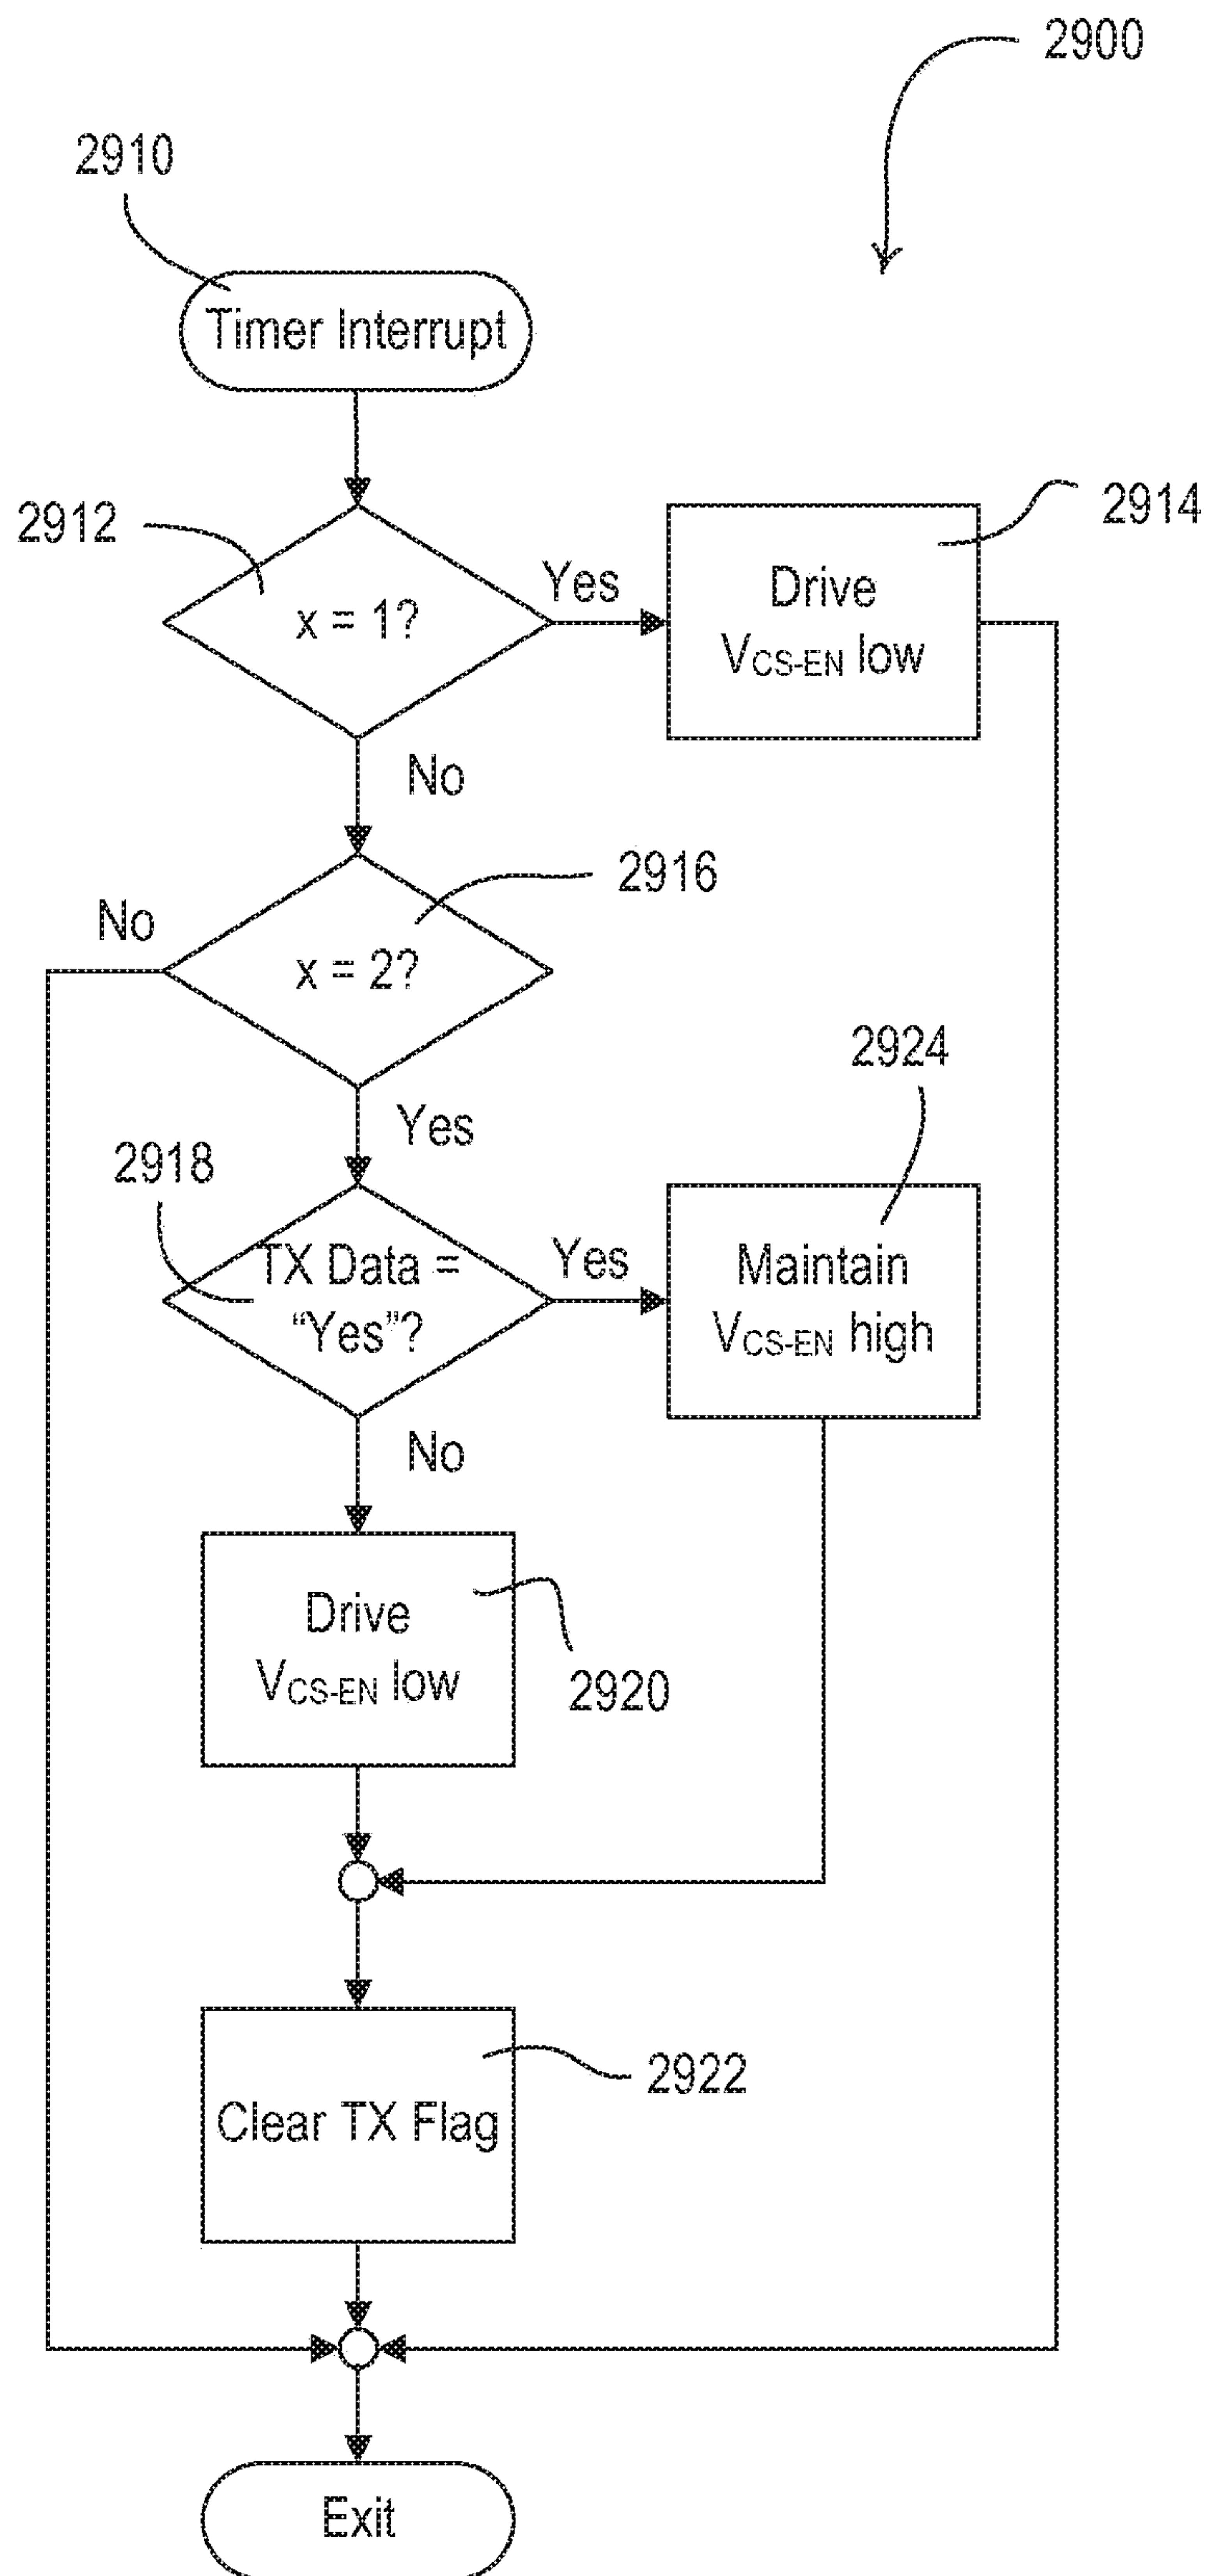 2900
2910
Timer Interrupt
2912
x = 1?
Yes
2914
Drive
VCS-EN low
No
2916
No
x = 2?
Yes
2924
2918
TX Data =
“Yes”?
Yes
Maintain
VCS-EN high
No
Drive
VCS-EN low
2920
2922
Clear TX Flag
Exit